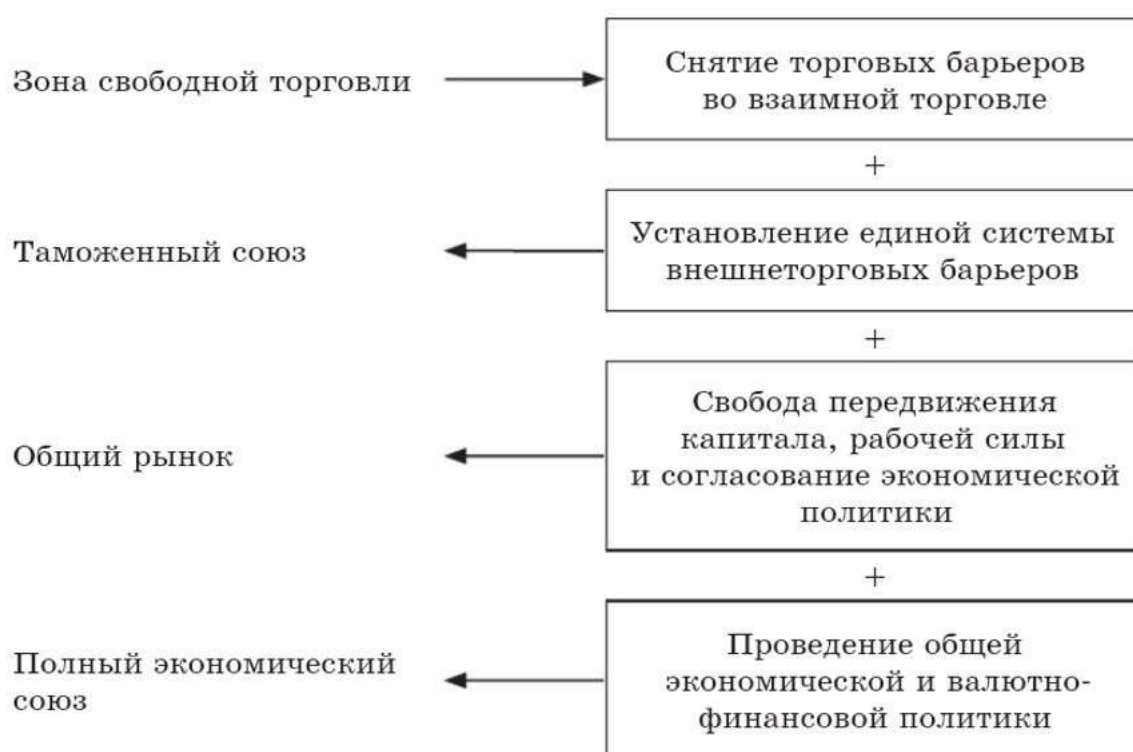 Зона свободной торговли
Снятие торговых барьеров
во взаимной торговле
+
Таможенный союз
Установление единой системы
внешнеторговых барьеров
+
Общий рынок
Свобода передвижения
капитала, рабочей силы
и согласование экономической
политики
+
Полный экономический
союз
Проведение общей
экономической и валютно-
финансовой политики